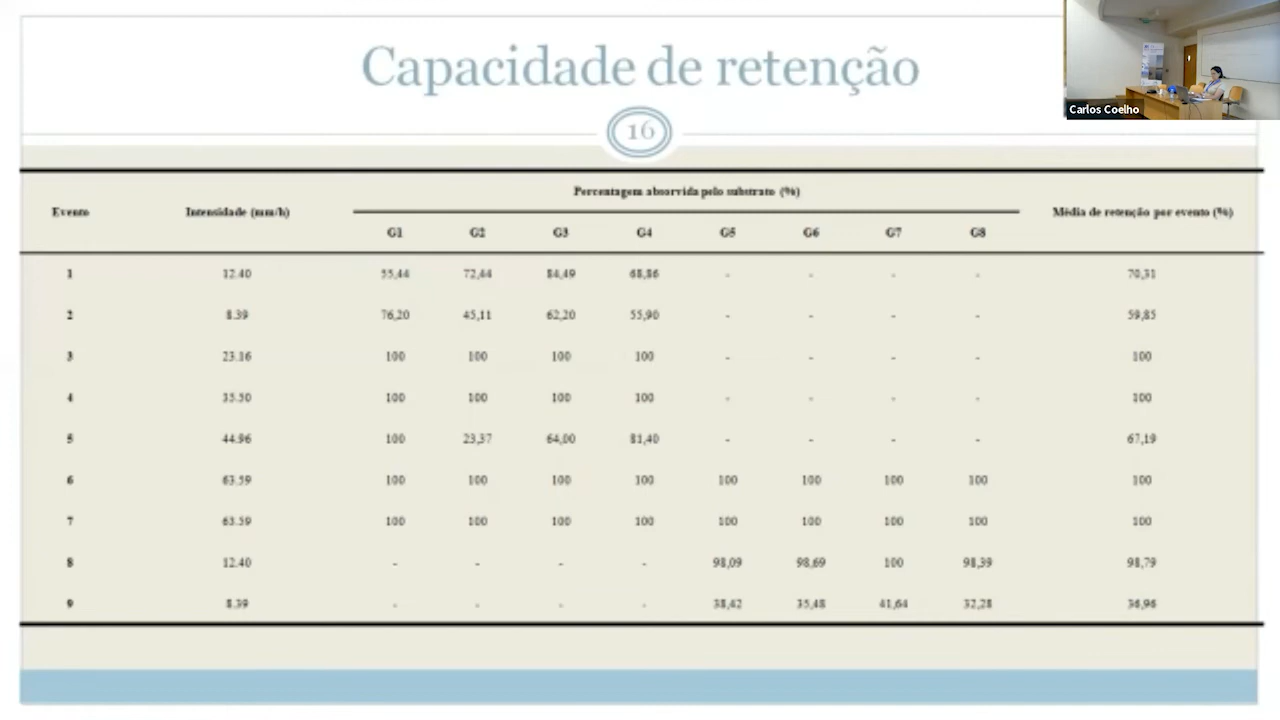 Capacidade de retenção
Carlos Coelho
16
Percentagem absorvida pelo substrato (%)
Evento Intensidade (mm/h) Média de retenção por evento (%)
G1 G2 G3 G4 G5 G6 G7 G8
1 12.40 55,44 72,44 84,49 68,86 - - - - 70,31
2 8.39 76,20 45,11 62,20 55,90 - - - - 59,85
3 23.16 100 100 100 100 - - - - 100
4 35.50 100 100 100 100 - - - - 100
5 44.96 100 23,37 64,00 81,40 - - - - 67,19
6 63.59 100 100 100 100 100 100 100 100 100
7 63.59 100 100 100 100 100 100 100 100 100
8 12.40 - - - - 98,09 98,69 100 98,39 98,79
9 8.39 - - - - 38,42 35,48 41,64 32,28 36,96